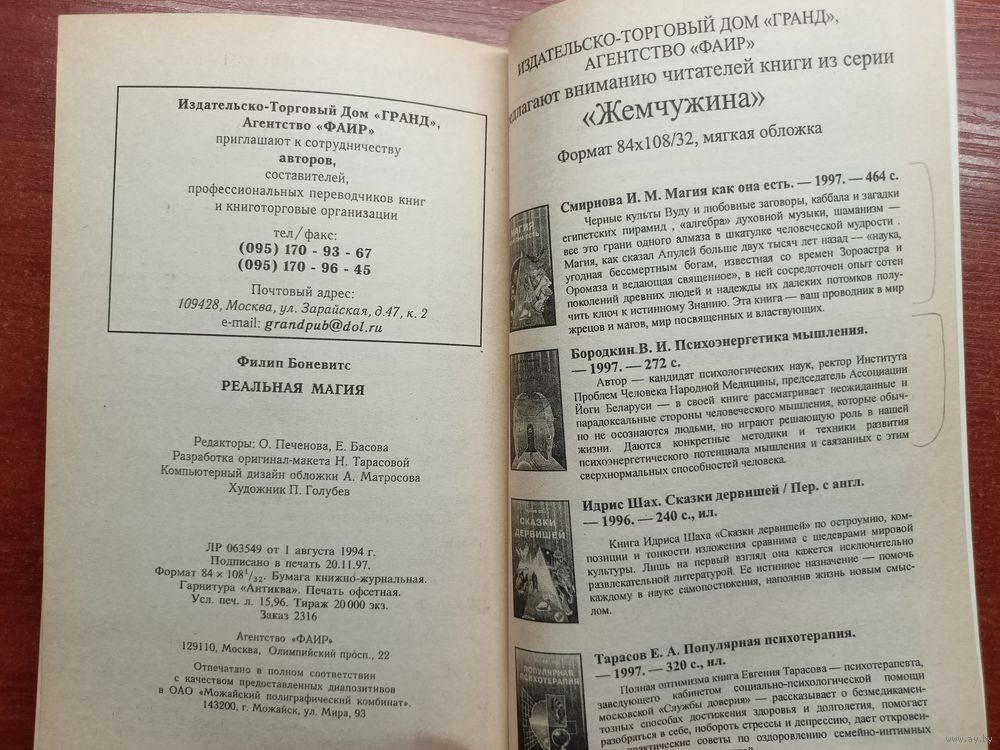 Издательско-Торговый Дом «ГРАНД»,
Агентство «ФАИР»
приглашают к сотрудничеству
авторов,
составителей,
профессиональных переводчиков книг
и книготорговые организации
тел/факс:
(095) 170 - 93 - 67
(095) 170 - 96 - 45
Почтовый адрес:
109428, Москва, ул. Зарайская, д.47, к. 2
e-mail: grandpub@dol.ru
Филип Боневитс
РЕАЛЬНАЯ МАГИЯ
Редакторы: О. Печенова, Е. Басова
Разработка оригинал-макета Н. Тарасовой
Компьютерный дизайн обложки А. Матросова
Художник П. Голубев
ЛР 063549 от 1 августа 1994 г.
Подписано в печать 20.11.97.
Формат 84 × 108¹/₃₂. Бумага книжно-журнальная.
Гарнитура «Антиква». Печать офсетная.
Усл. печ. л. 15,96. Тираж 20 000 экз.
Заказ 2316
Агентство «ФАИР»
129110, Москва, Олимпийский просп., 22
Отпечатано в полном соответствии
с качеством предоставленных диапозитивов
в ОАО «Можайский полиграфический комбинат».
143200, г. Можайск, ул. Мира, 93
ИЗДАТЕЛЬСКО-ТОРГОВЫЙ ДОМ «ГРАНД»,
АГЕНТСТВО «ФАИР»
длагают вниманию читателей книги из серии
«Жемчужина»
Формат 84х108/32, мягкая обложка
Смирнова И. М. Магия как она есть. — 1997. — 464 с.
Черные культы Вуду и любовные заговоры, каббала и загадки
египетских пирамид , «алгебра» духовной музыки, шаманизм —
все это грани одного алмаза в шкатулке человеческой мудрости .
Магия, как сказал Апулей больше двух тысяч лет назад — «наука,
угодная бессмертным богам, известная со времен Зороастра и
Оромаза и ведающая священное», в ней сосредоточен опыт сотен
поколений древних людей и надежды их далеких потомков полу-
чить ключ к истинному Знанию. Эта книга — ваш проводник в мир
жрецов и магов, мир посвященных и властвующих.
МАГИЯ
Бородкин В. И. Психоэнергетика мышления.
— 1997. — 272 с.
Автор — кандидат психологических наук, ректор Института
Проблем Человека Народной Медицины, председатель Ассоциации
Йоги Беларуси — в своей книге рассматривает неожиданные и
парадоксальные стороны человеческого мышления, которые обыч-
но не осознаются людьми, но играют решающую роль в нашей
жизни. Даются конкретные методики и техники развития
психоэнергетического потенциала мышления и связанных с этим
сверхнормальных способностей человека.
Идрис Шах. Сказки дервишей / Пер. с англ.
— 1996. — 240 с., ил.
Книга Идриса Шаха «Сказки дервишей» по остроумию, ком-
позиции и тонкости изложения сравнима с шедеврами мировой
культуры. Лишь на первый взгляд она кажется исключительно
развлекательной литературой. Ее истинное назначение — помочь
каждому в науке самопостижения, наполнив жизнь новым смыс-
лом.
СКАЗКИ
ДЕРВИШЕЙ
Тарасов Е. А. Популярная психотерапия.
— 1997. — 320 с., ил.
Полная оптимизма книга Евгения Тарасова — психотерапевта,
заведующего кабинетом социально-психологической помощи
московской «Службы доверия» — рассказывает о безмедикамен-
тозных способах достижения здоровья и долголетия, помогает
разобраться в себе, побороть стрессы и депрессию, дает откровен-
практические советы по оздоровлению семейно-интимных
ПОПУЛЯРНАЯ
ПСИХОТЕРАПИЯ
www.ay.by